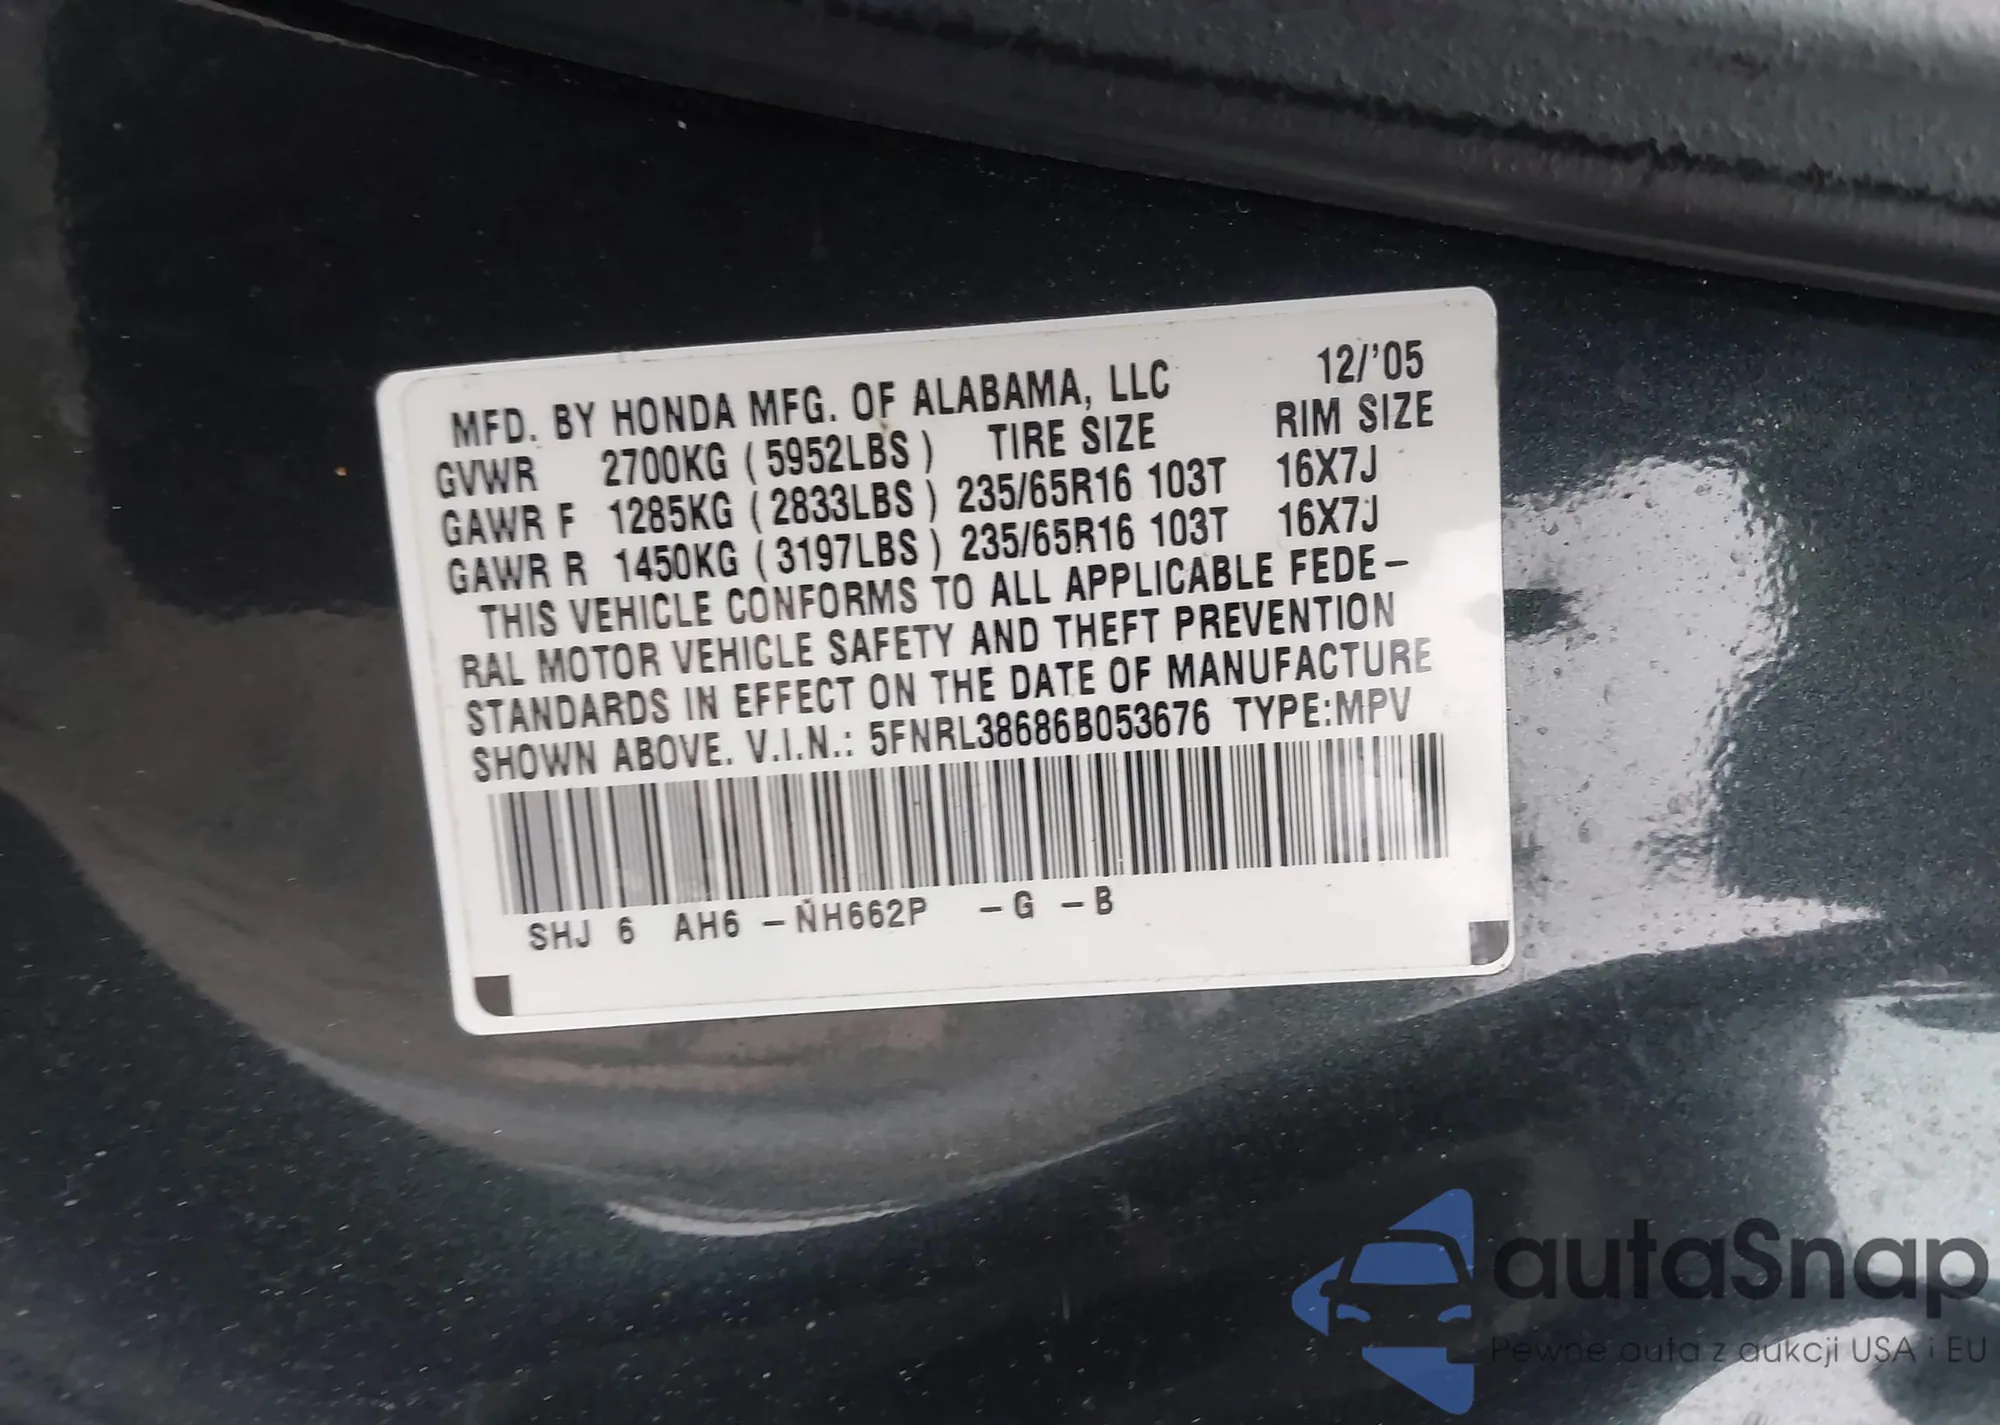 MFD. BY HONDA MFG. OF ALABAMA, LLC 12/'05
GVWR 2700KG (5952LBS) TIRE SIZE RIM SIZE
GAWR F 1285KG (2833LBS) 235/65R16 103T 16X7J
GAWR R 1450KG (3197LBS) 235/65R16 103T 16X7J
THIS VEHICLE CONFORMS TO ALL APPLICABLE FEDE-
RAL MOTOR VEHICLE SAFETY AND THEFT PREVENTION
STANDARDS IN EFFECT ON THE DATE OF MANUFACTURE
SHOWN ABOVE. V.I.N.: 5FNRL38686B053676 TYPE:MPV
SHJ 6 AH6 -NH662P -G -B
autaSnap
Pewne auta z aukcji USA i EU